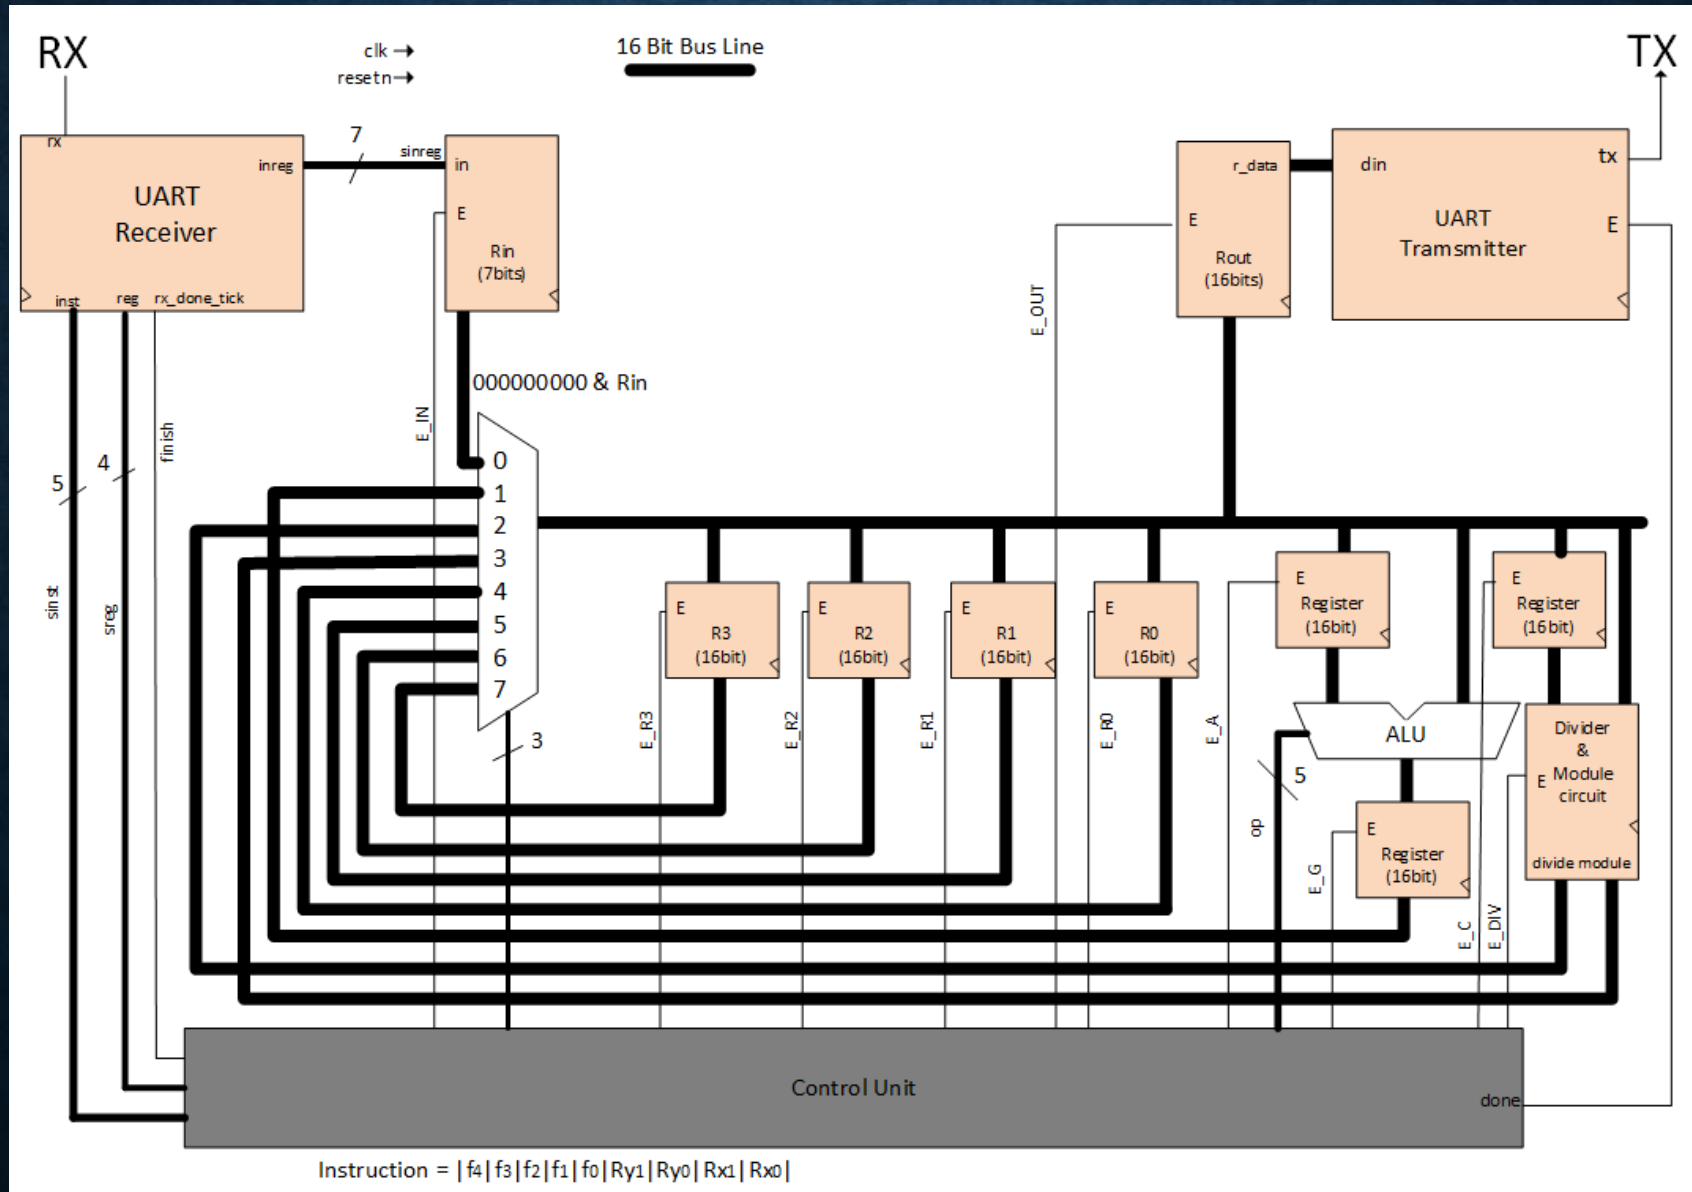 RX
clk →
resetn→
16 Bit Bus Line
TX
rx
inreg
UART
Receiver
inst
reg
rx_done_tick
7
sinreg
in
E
Rin
(7bits)
r_data
E
Rout
(16bits)
din
tx
UART
E
Tramsmitter
E_OUT
000000000 & Rin
E_IN
finish
4
5
sinst
sreg
0
1
2
3
4
5
6
7
3
E
R3
(16bit)
E
R2
(16bit)
E
R1
(16bit)
E
R0
(16bit)
E
Register
(16bit)
E
Register
(16bit)
E_R3
E_R2
E_R1
E_R0
E_A
ALU
5
op
Divider
&
Module
circuit
E
divide module
E
Register
(16bit)
E_G
E_C
E_DIV
Control Unit
done
Instruction = |f4|f3|f2|f1|f0|Ry1|Ry0|Rx1|Rx0|